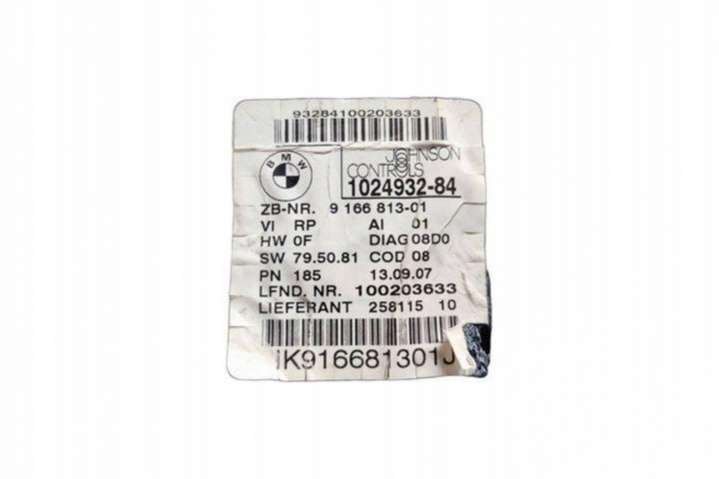 93284100203633
BMW
JOHNSON
CONTROLS
1024932-84
ZB-NR. 9 166 813-01
VI RP AI 01
HW 0F DIAG 08D0
SW 79.50.81 COD 08
PN 185 13.09.07
LFND. NR. 100203633
LIEFERANT 258115 10
IK916681301J